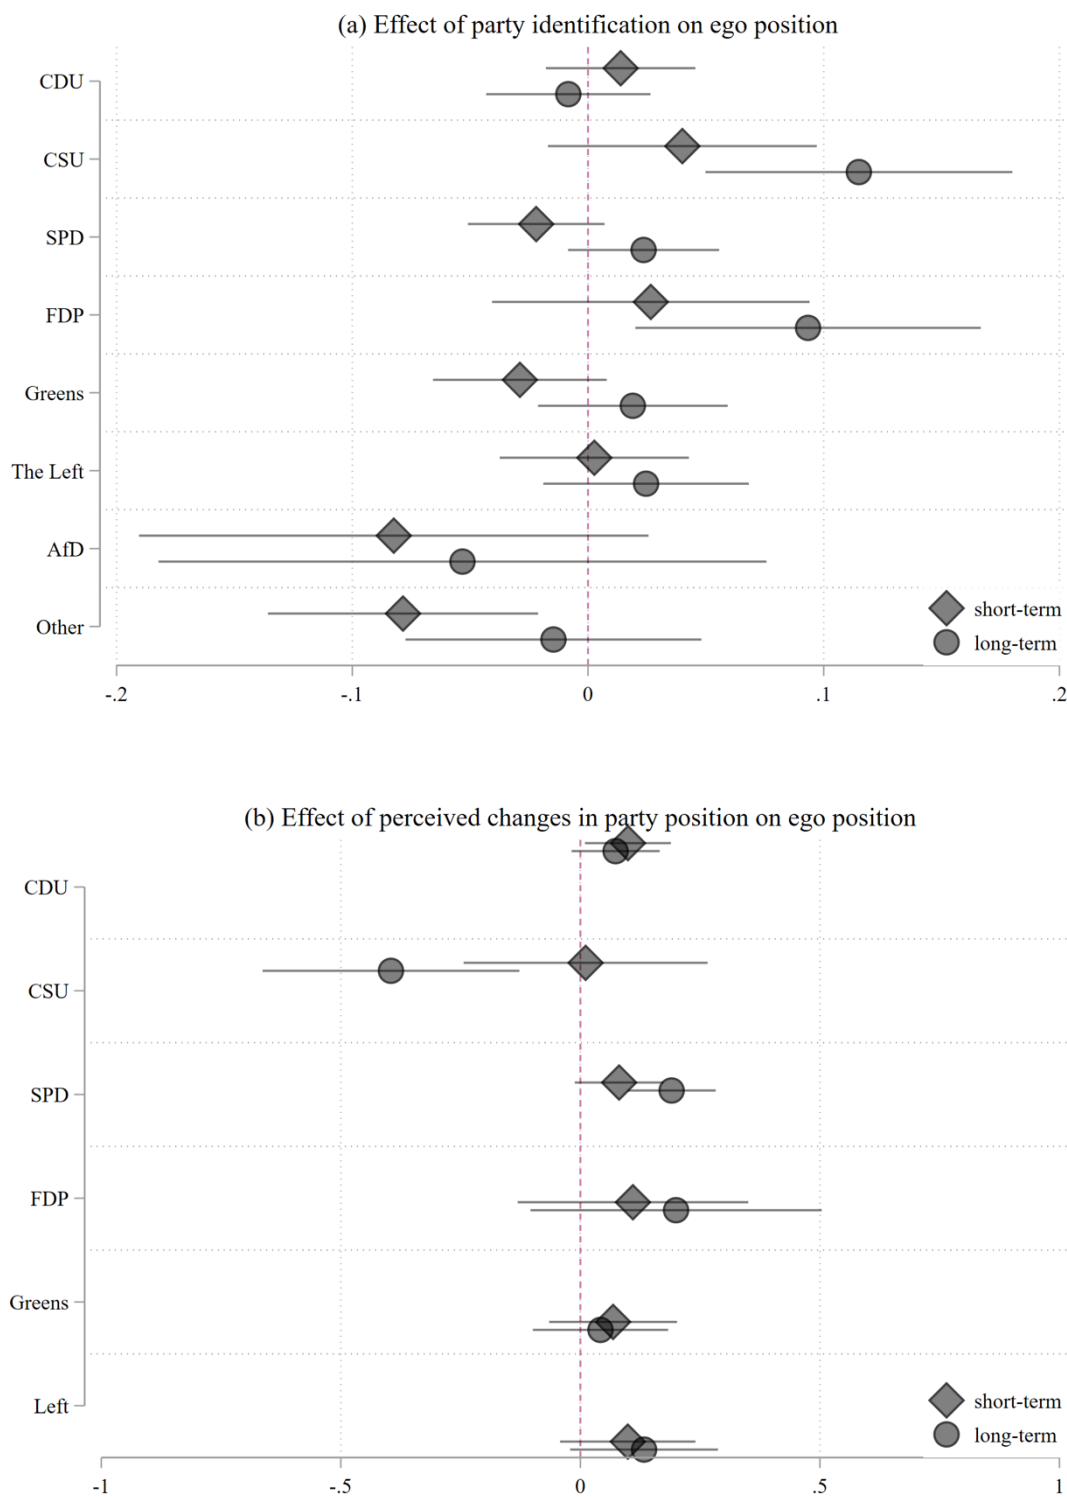 (a) Effect of party identification on ego position
CDU
CSU
SPD
FDP
Greens
The Left
AfD
Other
short-term
long-term
-.2
-.1
0
.1
.2
(b) Effect of perceived changes in party position on ego position
CDU
CSU
SPD
FDP
Greens
Left
short-term
long-term
-1
-.5
0
.5
1